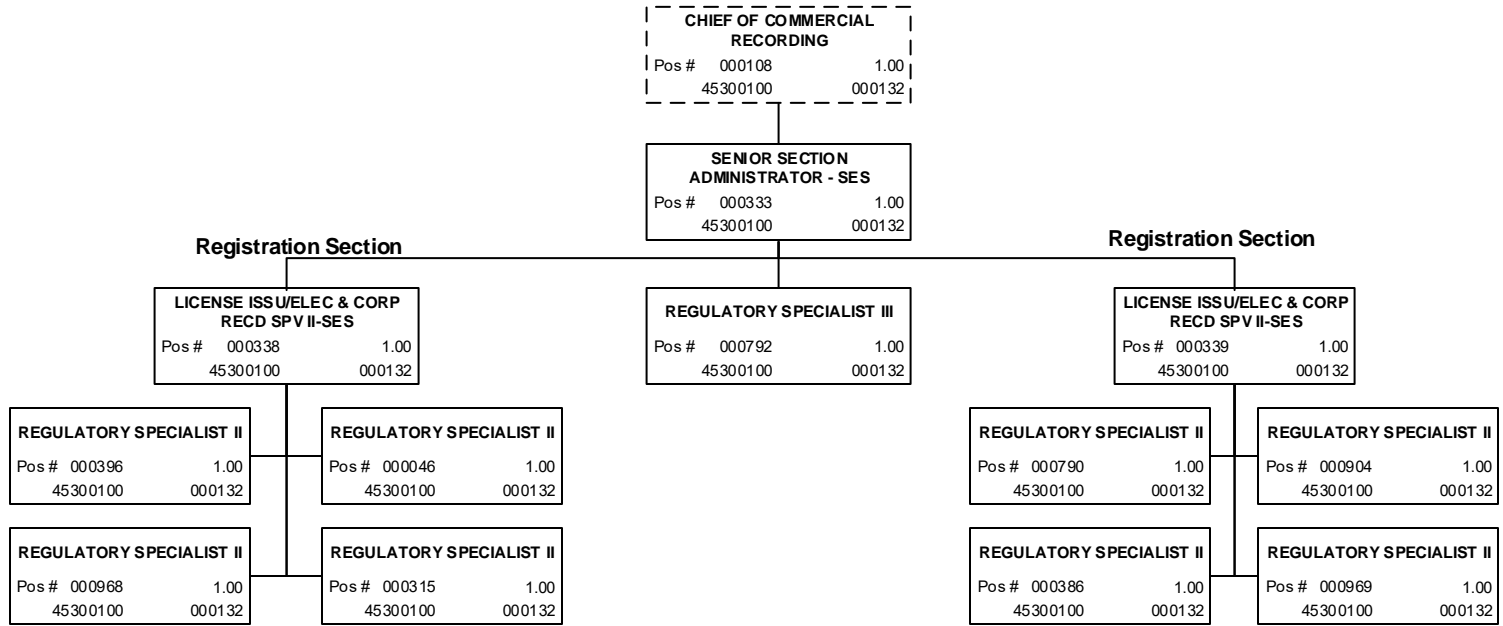 CHIEF OF COMMERCIAL
RECORDING
Pos # 000108 1.00
45300100 000132
SENIOR SECTION
ADMINISTRATOR - SES
Pos # 000333 1.00
45300100 000132
Registration Section
Registration Section
LICENSE ISSU/ELEC & CORP
RECD SPV II-SES
Pos # 000338 1.00
45300100 000132
REGULATORY SPECIALIST III
Pos # 000792 1.00
45300100 000132
LICENSE ISSU/ELEC & CORP
RECD SPV II-SES
Pos # 000339 1.00
45300100 000132
REGULATORY SPECIALIST II
Pos # 000396 1.00
45300100 000132
REGULATORY SPECIALIST II
Pos # 000046 1.00
45300100 000132
REGULATORY SPECIALIST II
Pos # 000790 1.00
45300100 000132
REGULATORY SPECIALIST II
Pos # 000904 1.00
45300100 000132
REGULATORY SPECIALIST II
Pos # 000968 1.00
45300100 000132
REGULATORY SPECIALIST II
Pos # 000315 1.00
45300100 000132
REGULATORY SPECIALIST II
Pos # 000386 1.00
45300100 000132
REGULATORY SPECIALIST II
Pos # 000969 1.00
45300100 000132